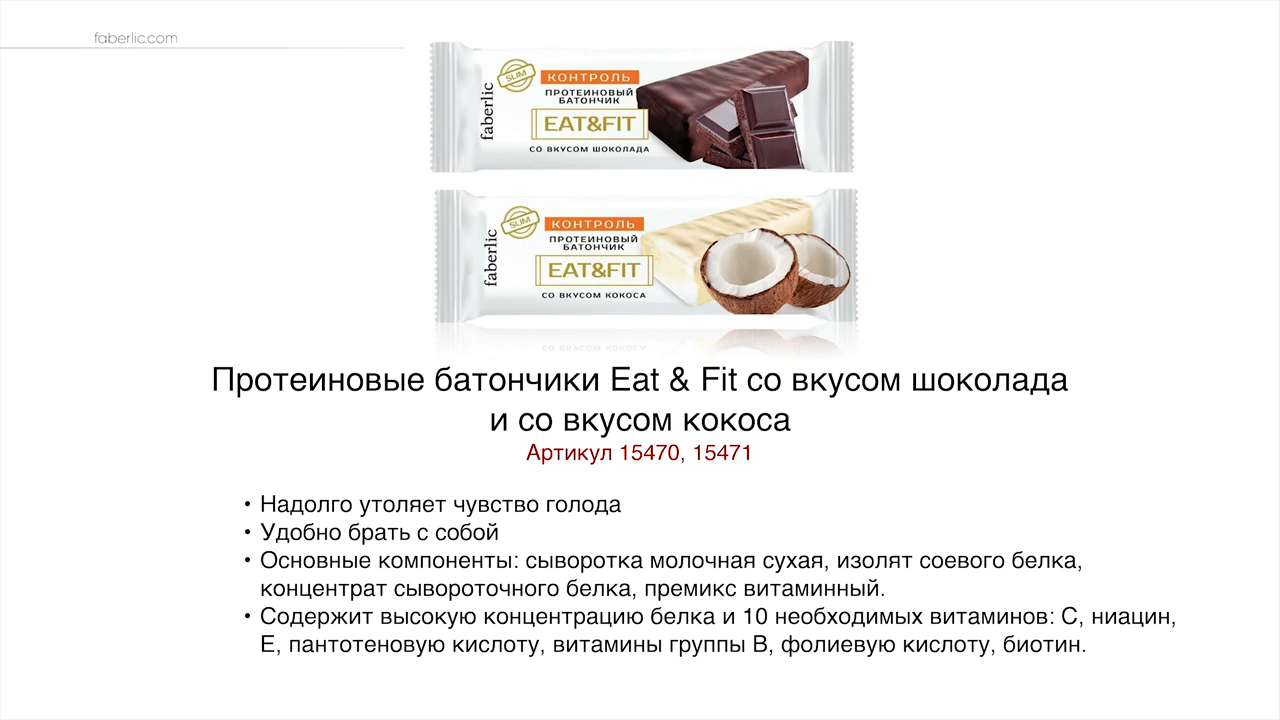 faberlic.com
faberlic
SLIM
КОНТРОЛЬ
ПРОТЕИНОВЫЙ
БАТОНЧИК
EAT&FIT
СО ВКУСОМ ШОКОЛАДА
faberlic
SLIM
КОНТРОЛЬ
ПРОТЕИНОВЫЙ
БАТОНЧИК
EAT&FIT
СО ВКУСОМ КОКОСА
Протеиновые батончики Eat & Fit со вкусом шоколада
и со вкусом кокоса
Артикул 15470, 15471
• Надолго утоляет чувство голода
• Удобно брать с собой
• Основные компоненты: сыворотка молочная сухая, изолят соевого белка,
концентрат сывороточного белка, премикс витаминный.
• Содержит высокую концентрацию белка и 10 необходимых витаминов: С, ниацин,
Е, пантотеновую кислоту, витамины группы В, фолиевую кислоту, биотин.